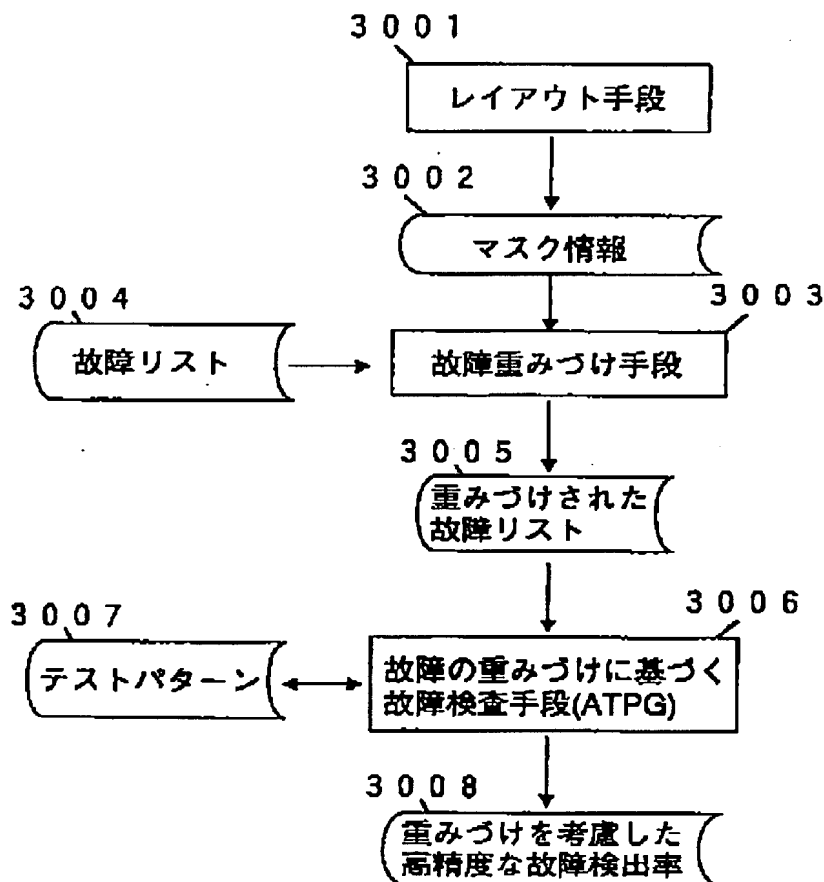 3001
レイアウト手段
3002
マスク情報
3004
3003
故障リスト
故障重みづけ手段
3005
重みづけされた
故障リスト
3007
3006
テストパターン
故障の重みづけに基づく
故障検査手段(ATPG)
3008
重みづけを考慮した
高精度な故障検出率